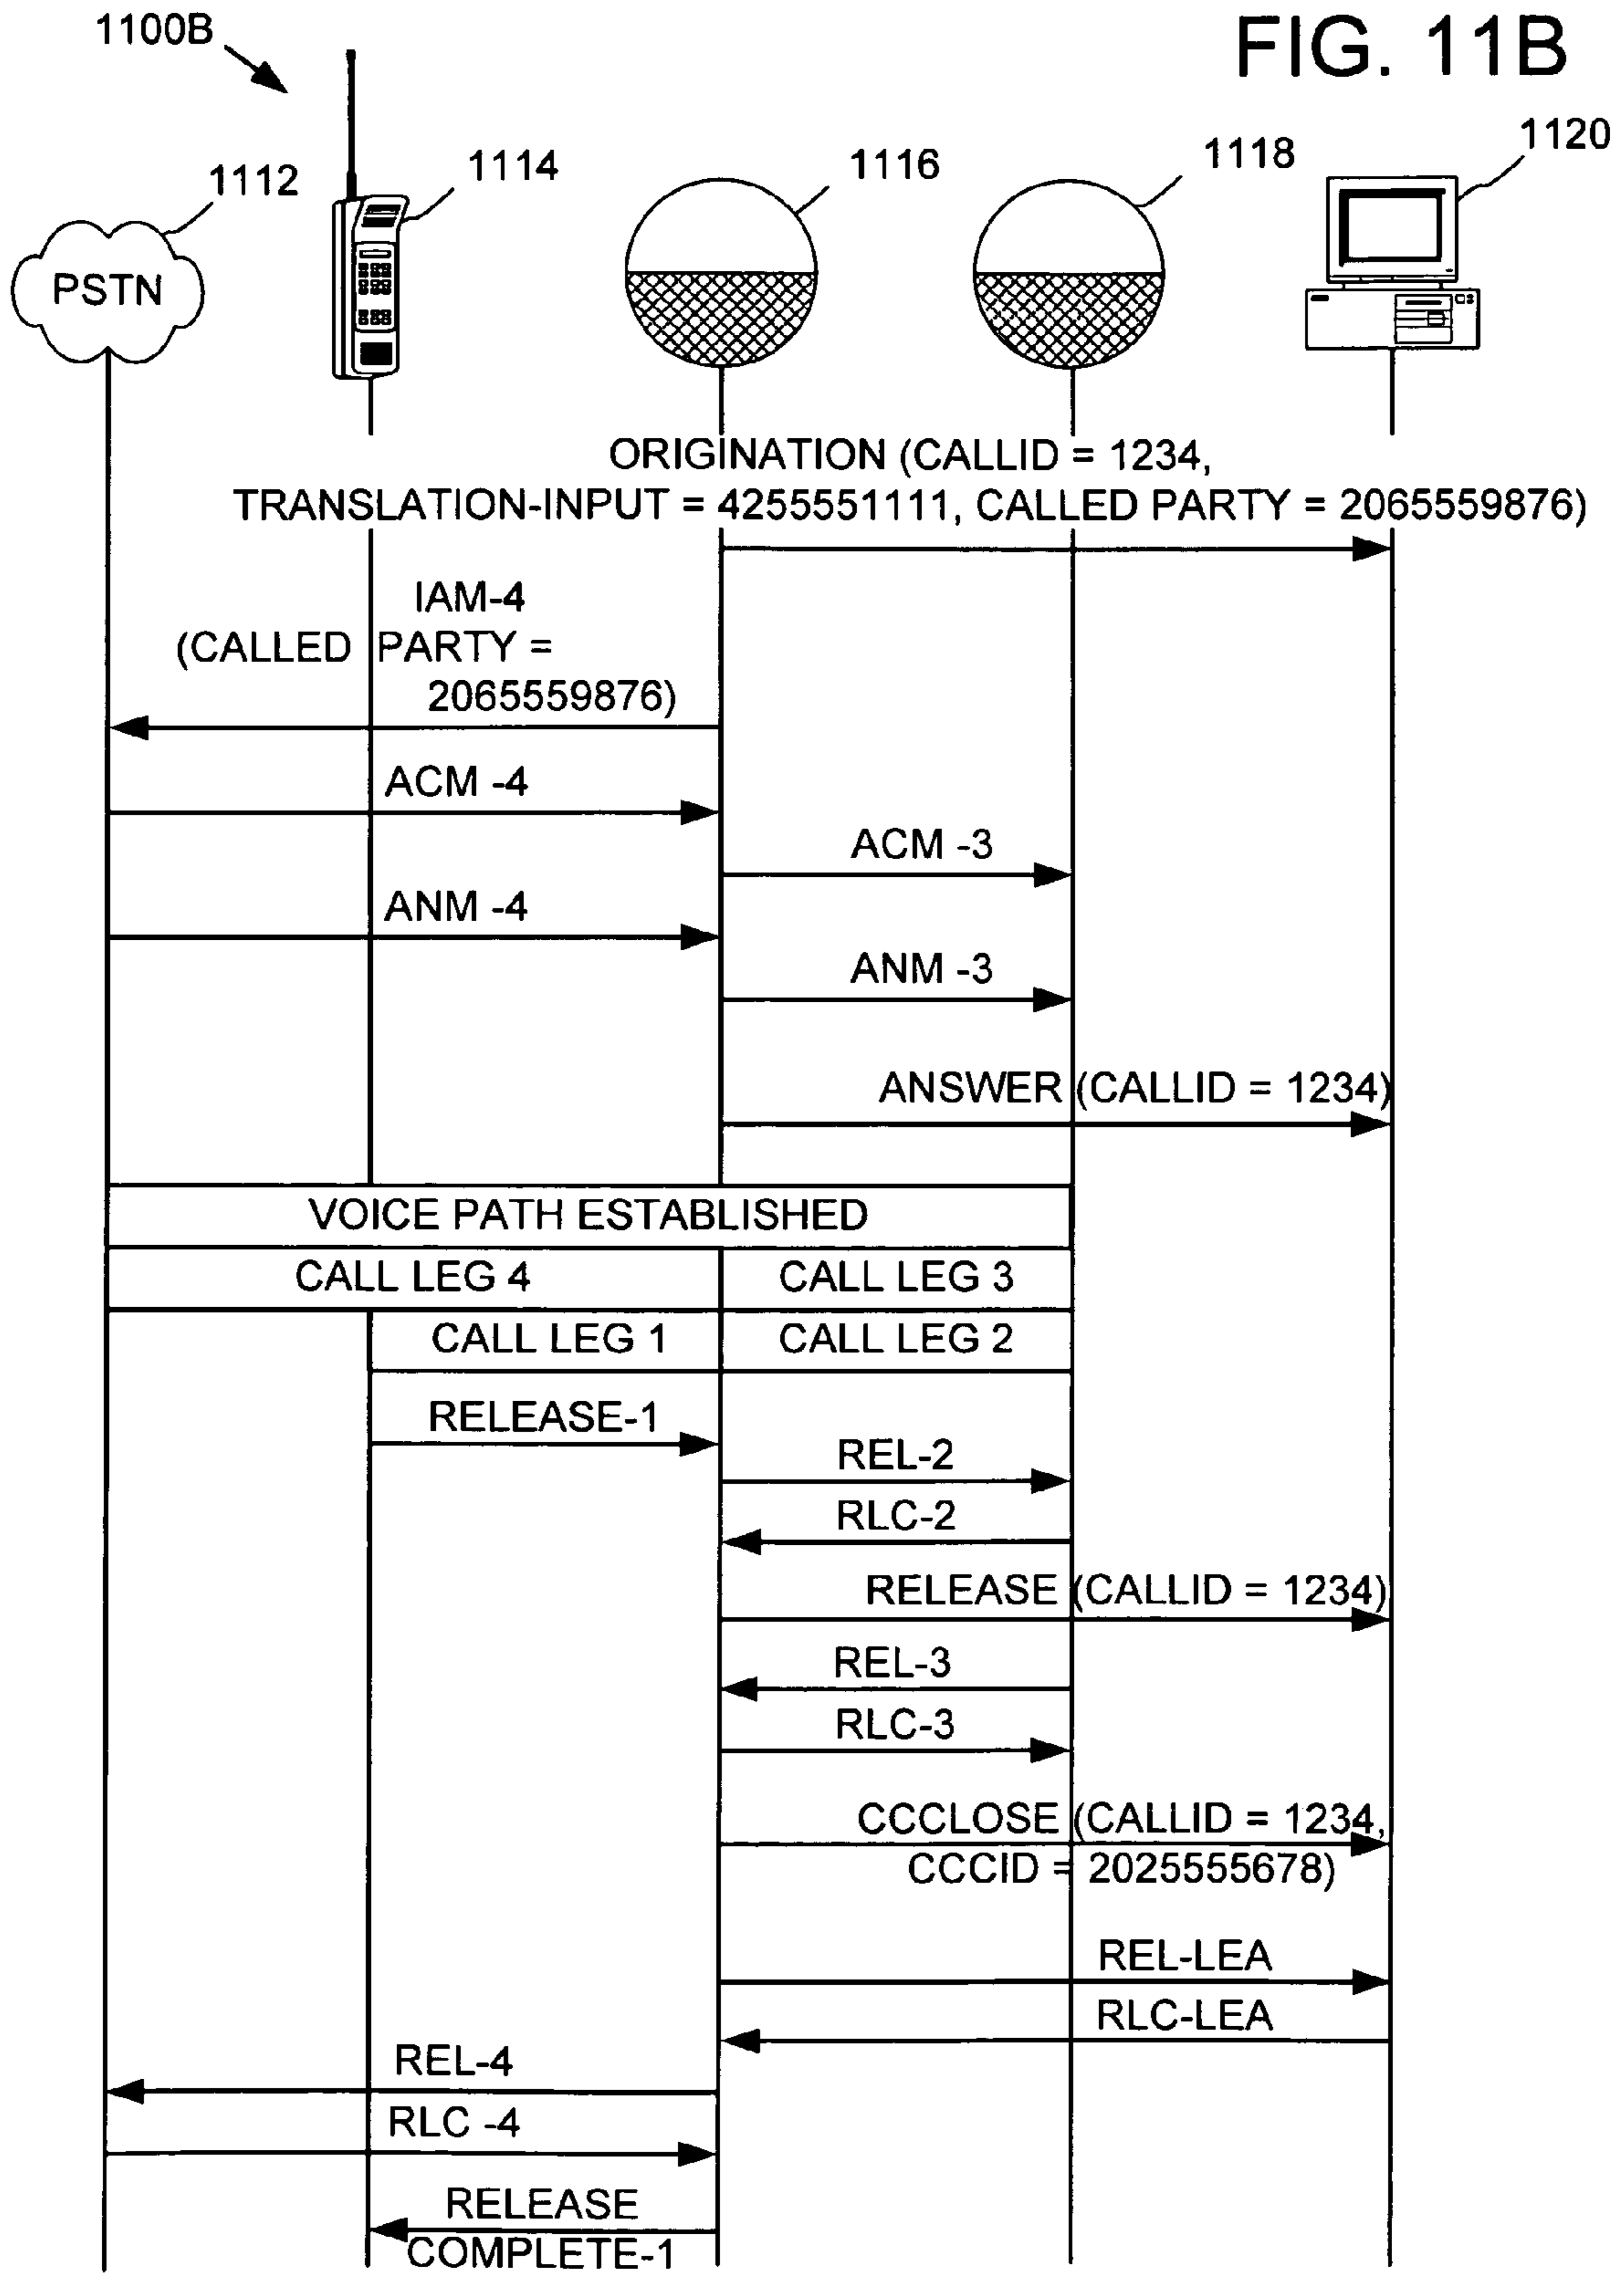 1100B
FIG. 11B
1112
1114
1116
1118
1120
PSTN
ORIGINATION (CALLID = 1234,
TRANSLATION-INPUT = 4255551111, CALLED PARTY = 2065559876)
IAM-4
(CALLED PARTY =
2065559876)
ACM -4
ACM -3
ANM -4
ANM -3
ANSWER (CALLID = 1234)
VOICE PATH ESTABLISHED
CALL LEG 4
CALL LEG 3
CALL LEG 1
CALL LEG 2
RELEASE-1
REL-2
RLC-2
RELEASE (CALLID = 1234)
REL-3
RLC-3
CCCLOSE (CALLID = 1234,
CCCID = 2025555678)
REL-LEA
RLC-LEA
REL-4
RLC -4
RELEASE
COMPLETE-1